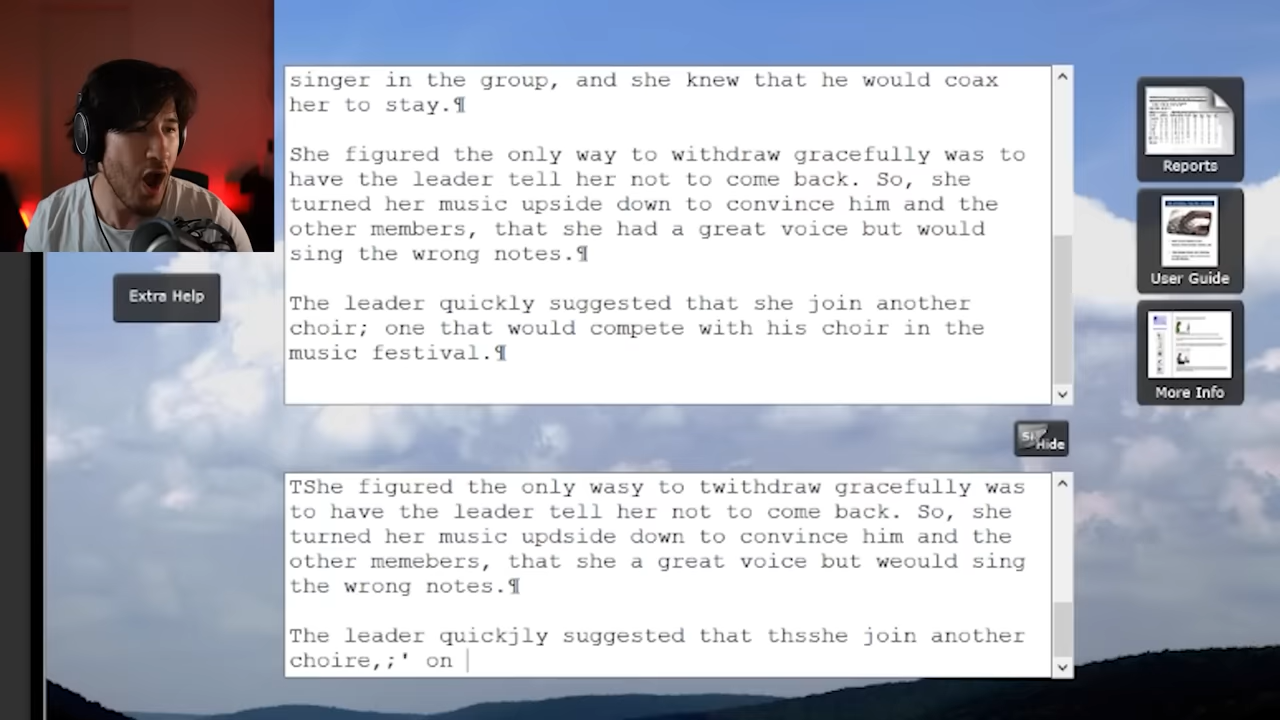 singer in the group, and she knew that he would coax
her to stay.¶
She figured the only way to withdraw gracefully was to
have the leader tell her not to come back. So, she
turned her music upside down to convince him and the
other members, that she had a great voice but would
sing the wrong notes.¶
The leader quickly suggested that she join another
choir; one that would compete with his choir in the
music festival.¶
Extra Help
Reports
User Guide
More Info
Hide
TShe figured the only wasy to twithdraw gracefully was
to have the leader tell her not to come back. So, she
turned her music updside down to convince him and the
other memebers, that she a great voice but weould sing
the wrong notes.¶
The leader quickjly suggested that thsshe join another
choire,;' on